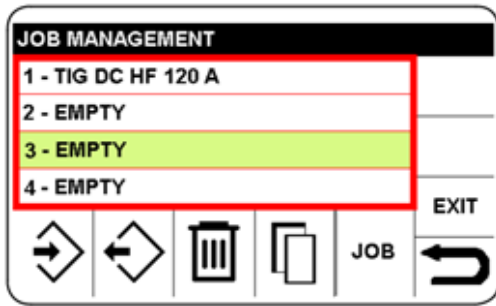 JOB MANAGEMENT
1 - TIG DC HF 120 A
2 - EMPTY
3 - EMPTY
4 - EMPTY
EXIT
JOB